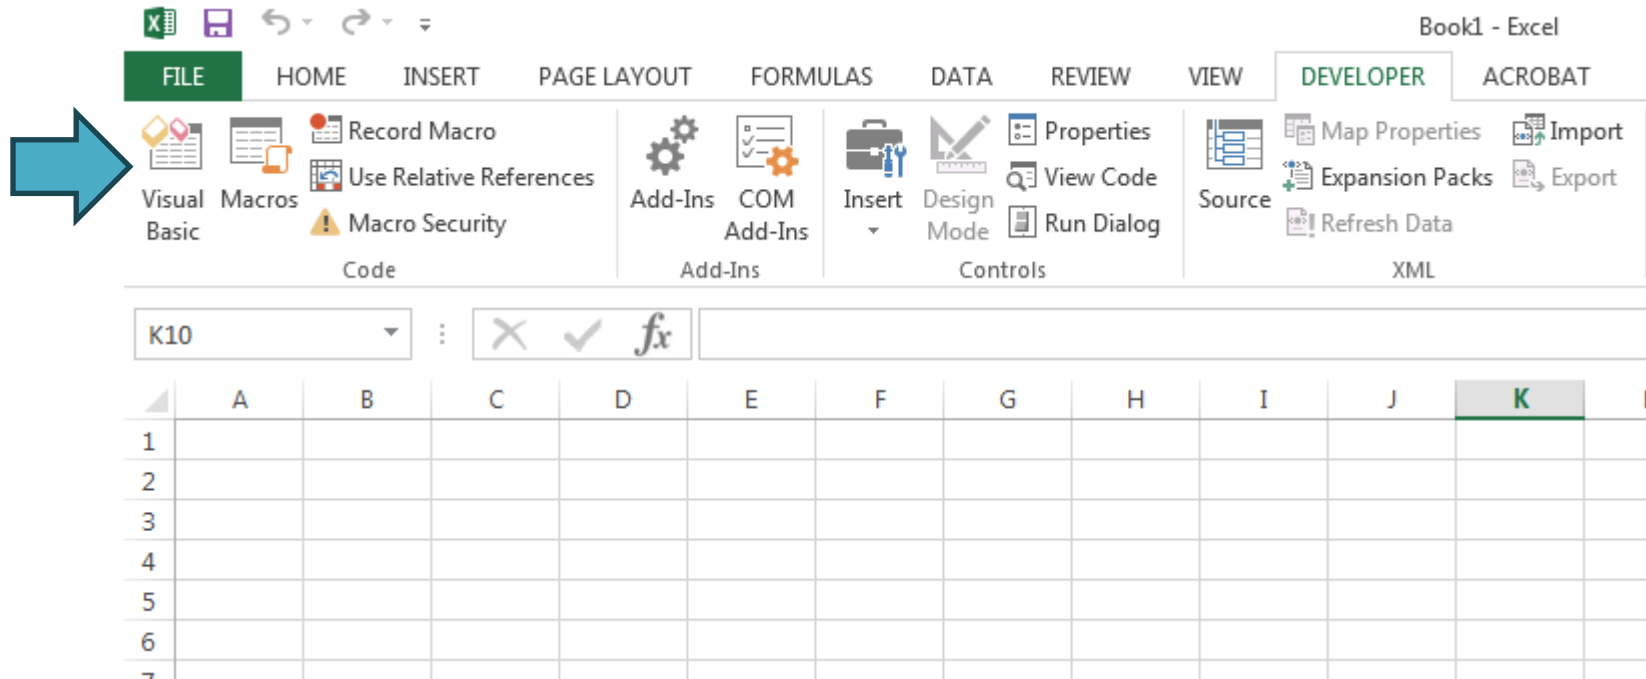 Book1 - Excel
FILE HOME INSERT PAGE LAYOUT FORMULAS DATA REVIEW VIEW DEVELOPER ACROBAT
Visual Basic
Macros
Record Macro
Use Relative References
Macro Security
Code
Add-Ins
COM Add-Ins
Add-Ins
Insert
Design Mode
Properties
View Code
Run Dialog
Controls
Source
Map Properties
Expansion Packs
Refresh Data
Import
Export
XML
K10
fx
A B C D E F G H I J K
1
2
3
4
5
6